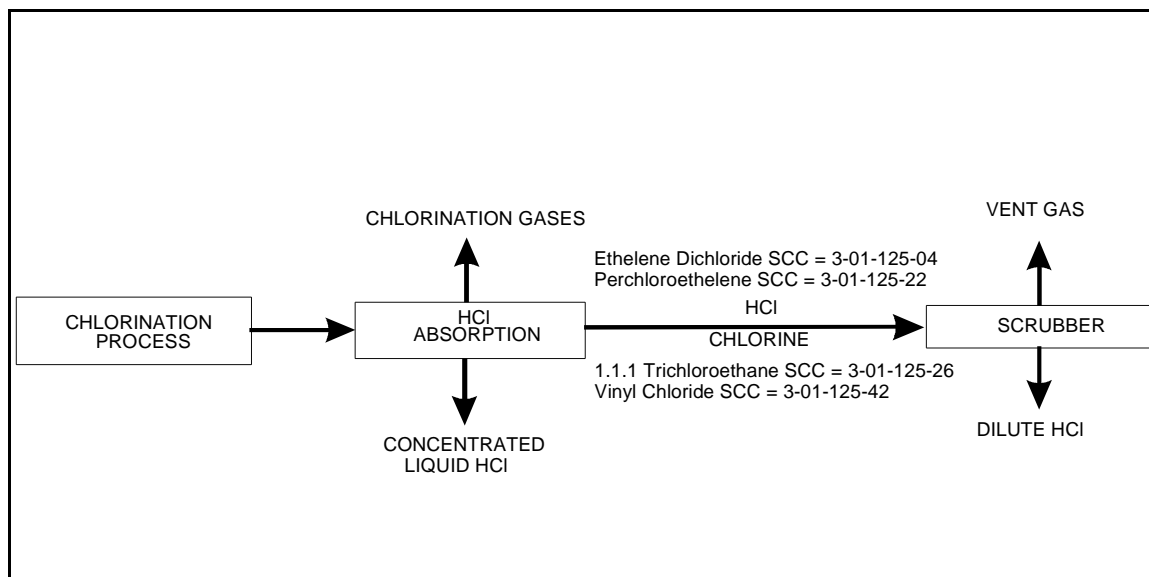 CHLORINATION
PROCESS
CHLORINATION GASES
HCl
ABSORPTION
CONCENTRATED
LIQUID HCl
Ethelene Dichloride SCC = 3-01-125-04
Perchloroethelene SCC = 3-01-125-22
HCl
CHLORINE
1.1.1 Trichloroethane SCC = 3-01-125-26
Vinyl Chloride SCC = 3-01-125-42
VENT GAS
SCRUBBER
DILUTE HCl